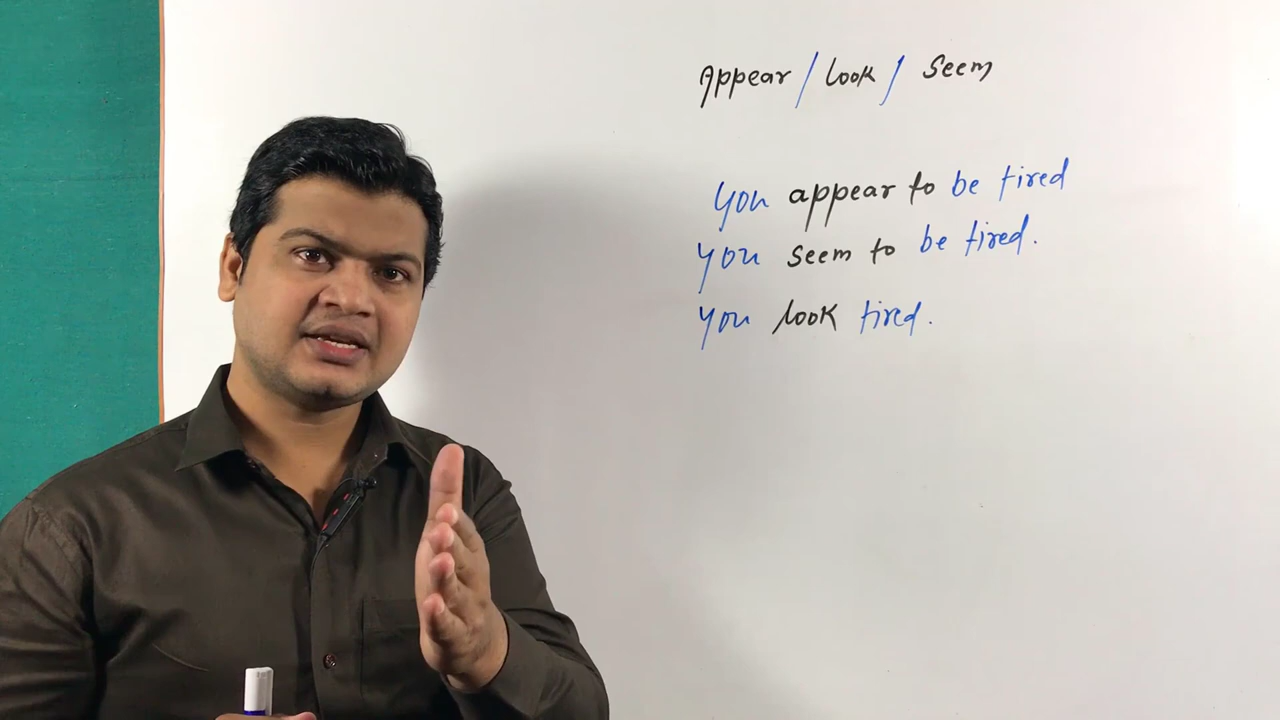 Appear / look / Seem
you appear to be tired
you seem to be tired.
you look tired.